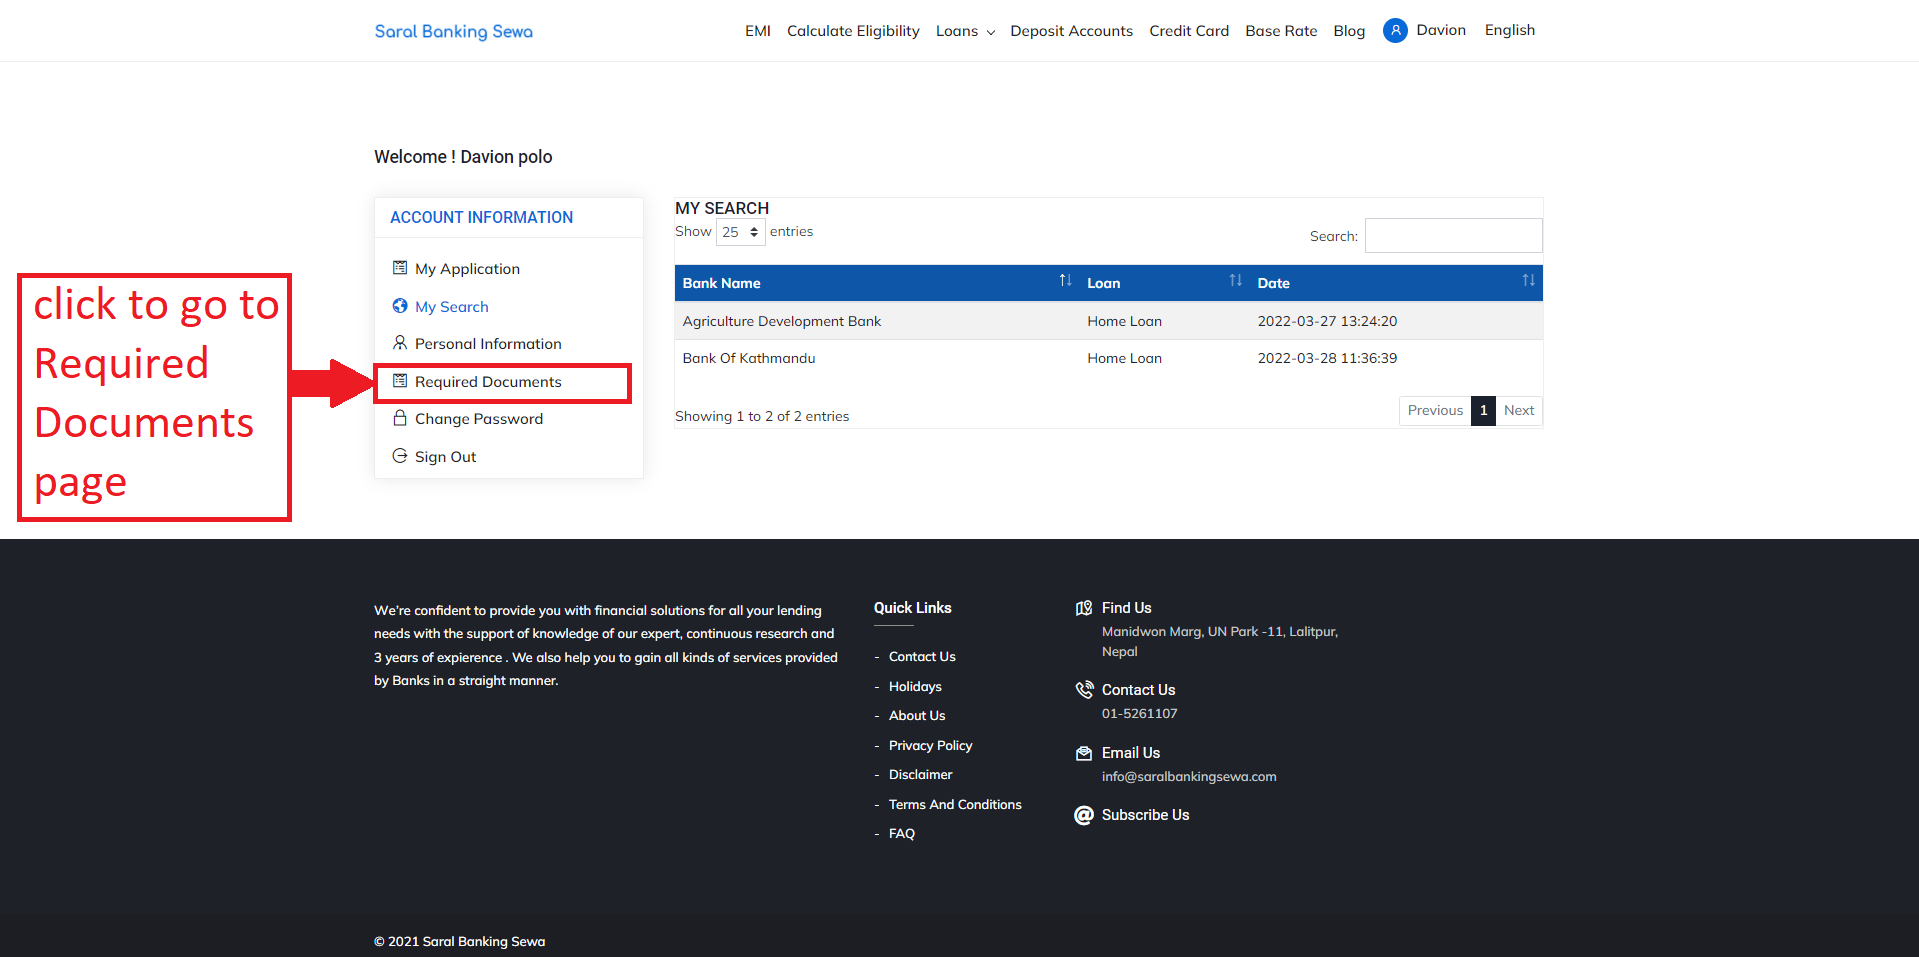 Saral Banking Sewa
EMI Calculate Eligibility Loans Deposit Accounts Credit Card Base Rate Blog Davion English
Welcome ! Davion polo
ACCOUNT INFORMATION
My Application
My Search
Personal Information
Required Documents
Change Password
Sign Out
click to go to
Required
Documents
page
MY SEARCH
Show 25 entries
Search:
Bank Name Loan Date
Agriculture Development Bank Home Loan 2022-03-27 13:24:20
Bank Of Kathmandu Home Loan 2022-03-28 11:36:39
Showing 1 to 2 of 2 entries
Previous 1 Next
We're confident to provide you with financial solutions for all your lending
needs with the support of knowledge of our expert, continuous research and
3 years of expierence . We also help you to gain all kinds of services provided
by Banks in a straight manner.
Quick Links
- Contact Us
- Holidays
- About Us
- Privacy Policy
- Disclaimer
- Terms And Conditions
- FAQ
Find Us
Manidwon Marg, UN Park -11, Lalitpur,
Nepal
Contact Us
01-5261107
Email Us
info@saralbankingsewa.com
Subscribe Us
© 2021 Saral Banking Sewa